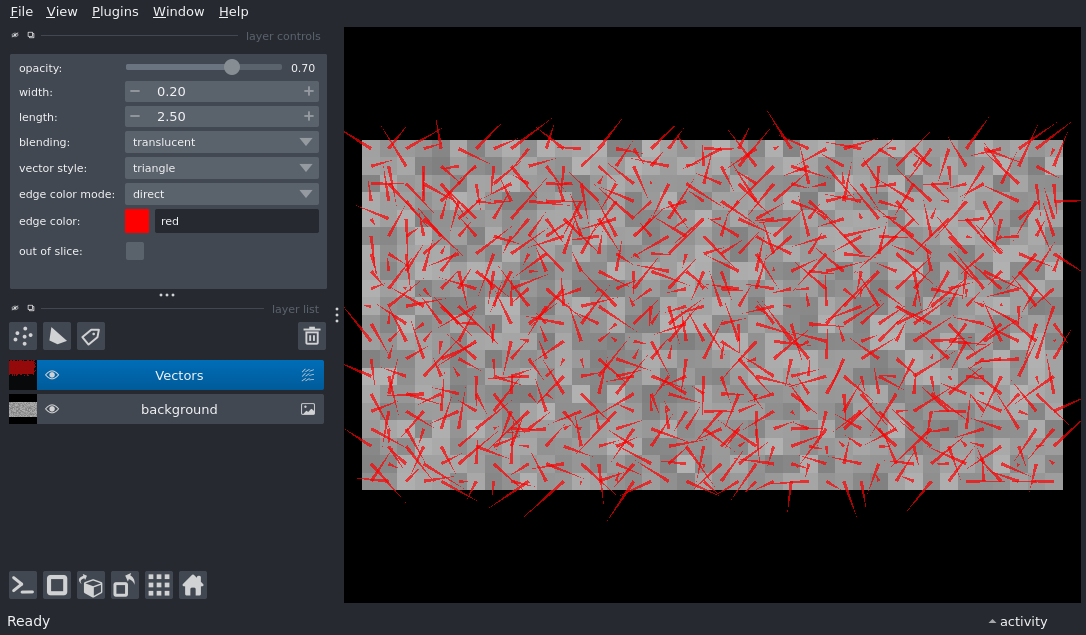 File View Plugins Window Help
layer controls
opacity: 0.70
width: 0.20
length: 2.50
blending: translucent
vector style: triangle
edge color mode: direct
edge color: red
out of slice:
layer list
Vectors
background
Ready activity